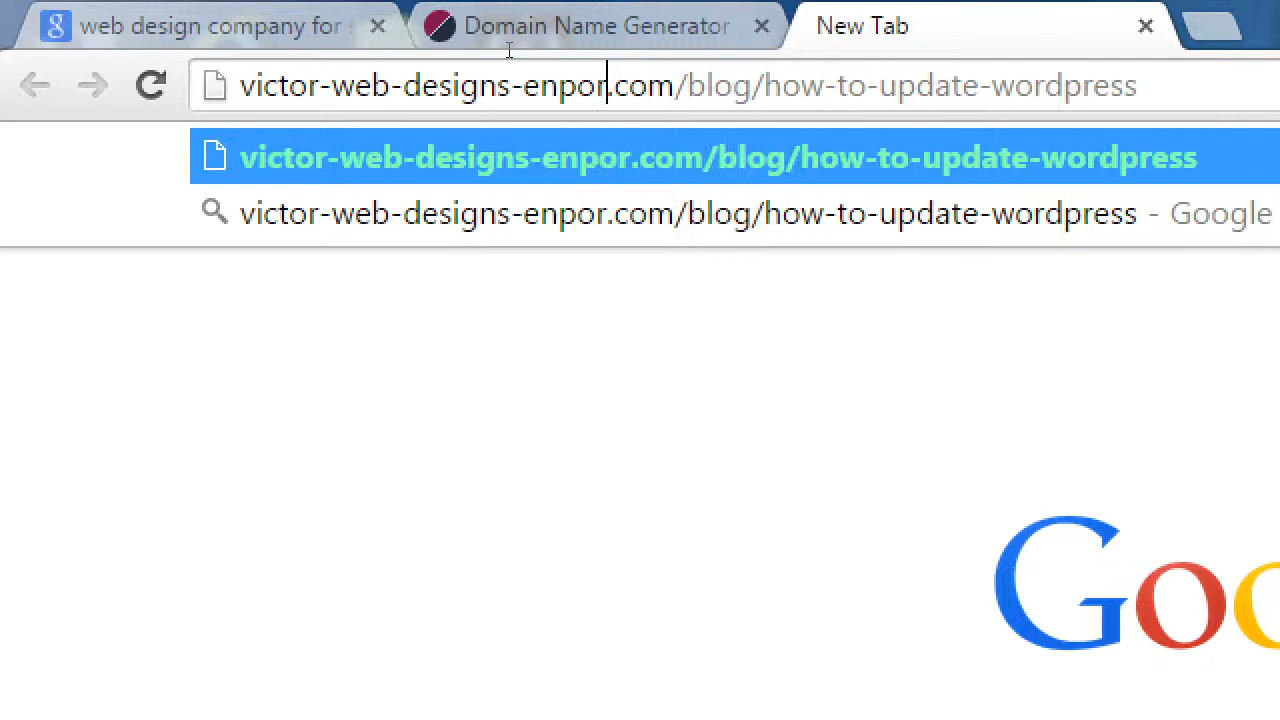 web design company for
Domain Name Generator
New Tab
victor-web-designs-enpor.com/blog/how-to-update-wordpress
victor-web-designs-enpor.com/blog/how-to-update-wordpress
victor-web-designs-enpor.com/blog/how-to-update-wordpress - Google
Goo